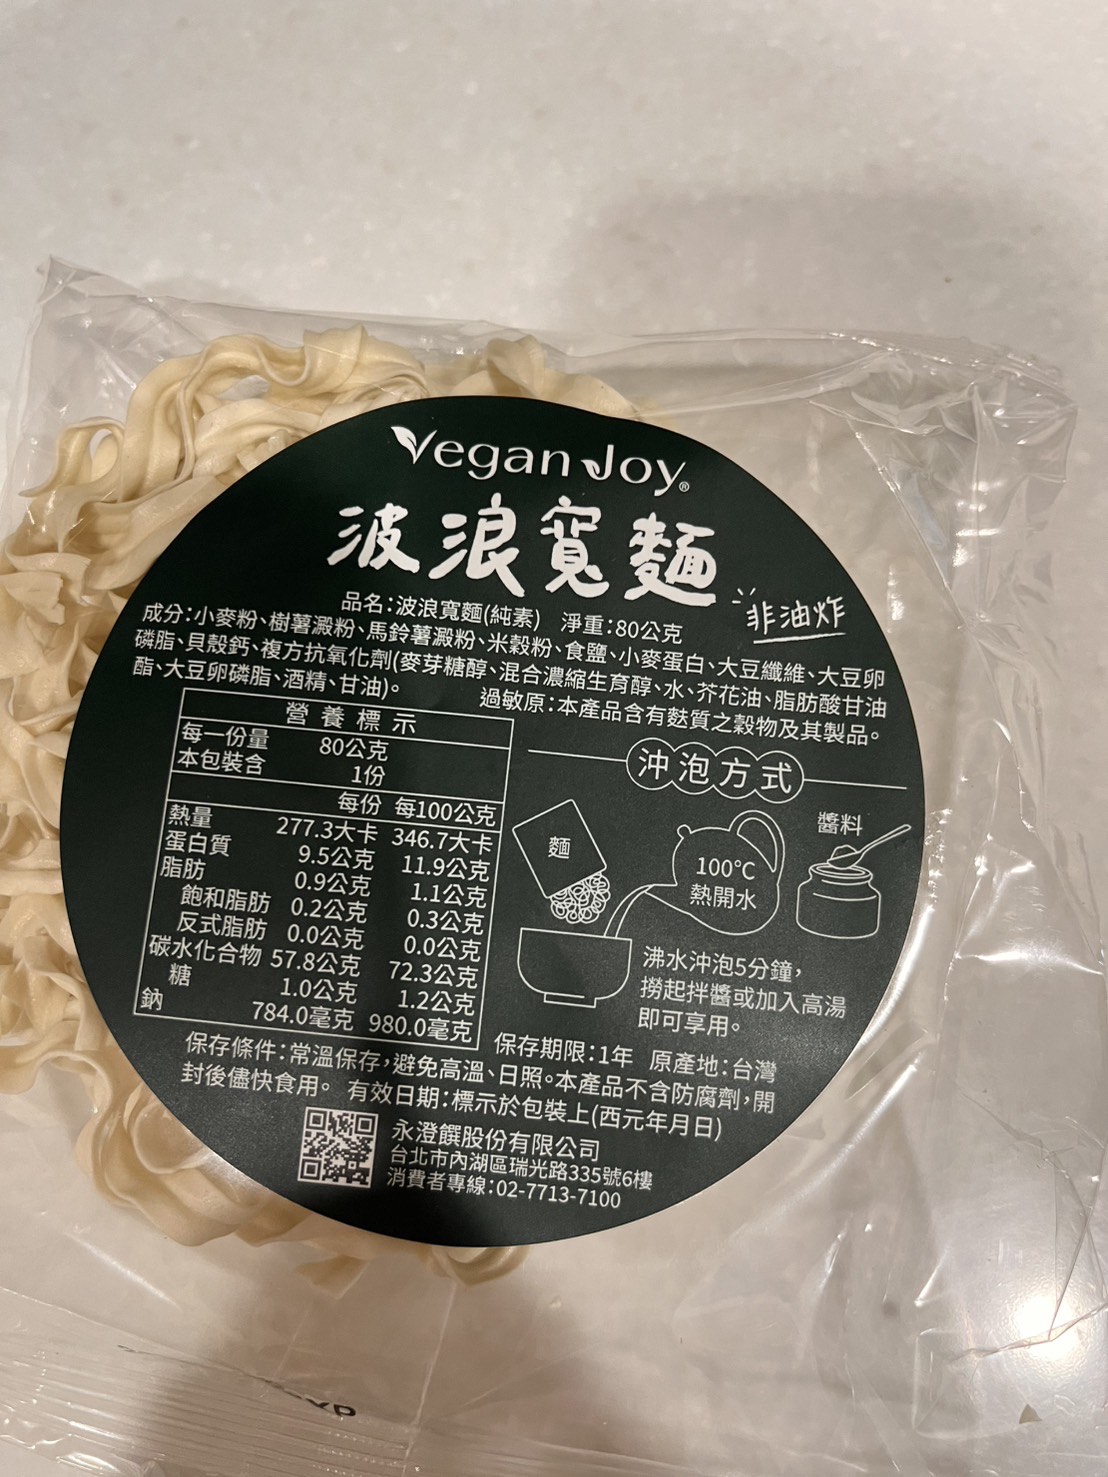 Vegan Joy®
波浪寬麵
非油炸
品名:波浪寬麵(純素) 淨重:80公克
成分:小麥粉、樹薯澱粉、馬鈴薯澱粉、米穀粉、食鹽、小麥蛋白、大豆纖維、大豆卵
磷脂、貝殼鈣、複方抗氧化劑(麥芽糖醇、混合濃縮生育醇、水、芥花油、脂肪酸甘油
酯、大豆卵磷脂、酒精、甘油)。 過敏原:本產品含有麩質之穀物及其製品。
營養標示
每一份量 80公克
本包裝含 1份
每份 每100公克
熱量 277.3大卡 346.7大卡
蛋白質 9.5公克 11.9公克
脂肪 0.9公克 1.1公克
飽和脂肪 0.2公克 0.3公克
反式脂肪 0.0公克 0.0公克
碳水化合物 57.8公克 72.3公克
糖 1.0公克 1.2公克
鈉 784.0毫克 980.0毫克
沖泡方式
麵
100°C
熱開水
醬料
沸水沖泡5分鐘,
撈起拌醬或加入高湯
即可享用。
保存期限:1年 原產地:台灣
保存條件:常溫保存,避免高溫、日照。本產品不含防腐劑,開
封後儘快食用。 有效日期:標示於包裝上(西元年月日)
永澄饌股份有限公司
台北市內湖區瑞光路335號6樓
消費者專線:02-7713-7100